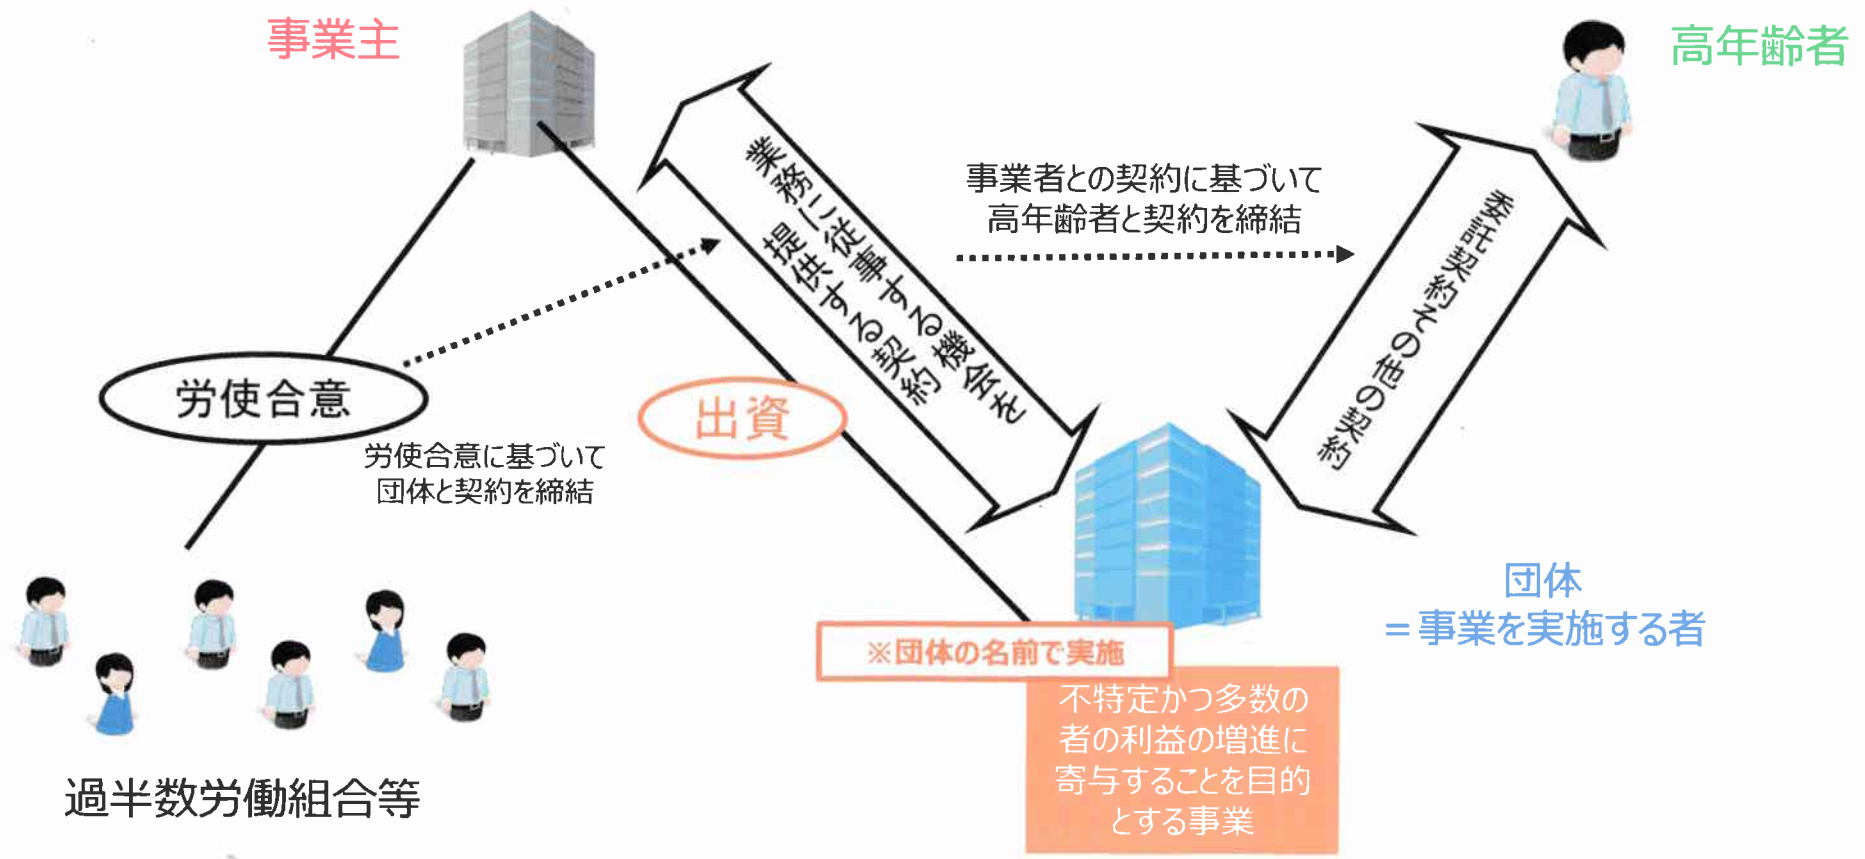 事業主
高年齢者
業務に従事する機会を
提供する契約
事業者との契約に基づいて
高年齢者と契約を締結
委託契約その他の契約
労使合意
出資
労使合意に基づいて
団体と契約を締結
団体
=事業を実施する者
※団体の名前で実施
不特定かつ多数の
者の利益の増進に
寄与することを目的
とする事業
過半数労働組合等